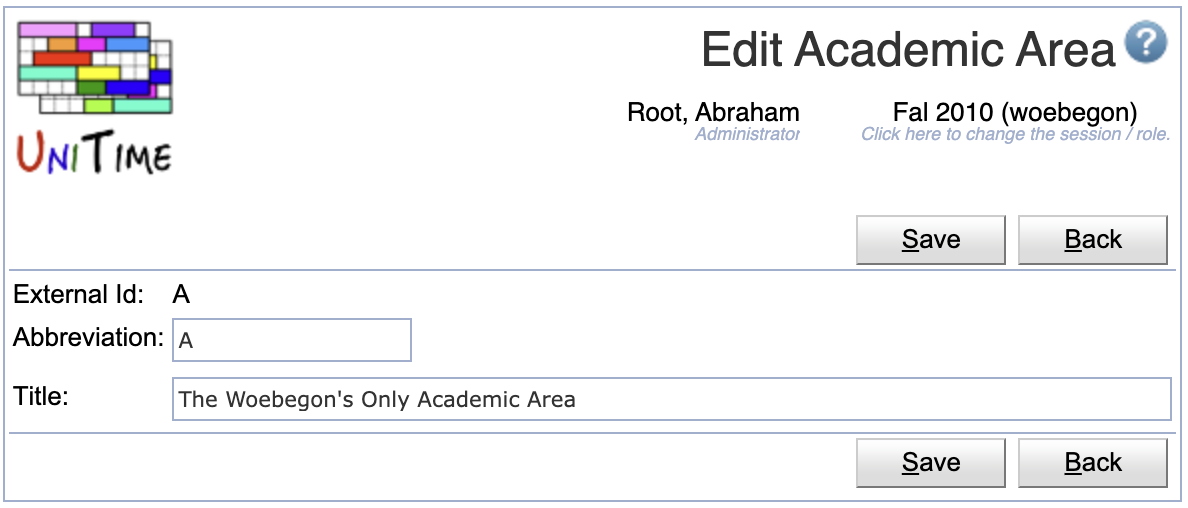 Edit Academic Area ?
Root, Abraham Fal 2010 (woebegon)
Administrator Click here to change the session / role.
UNITIME
Save Back
External Id: A
Abbreviation: A
Title: The Woebegon's Only Academic Area
Save Back